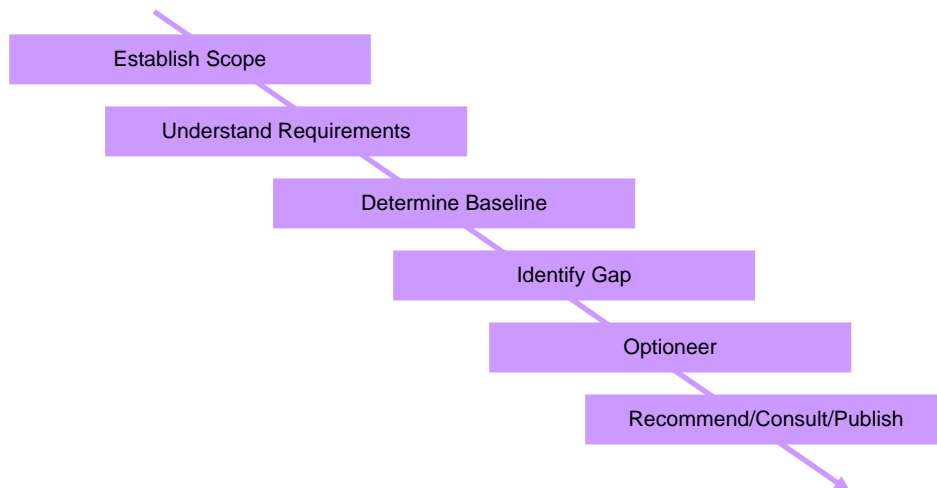 Establish Scope
Understand Requirements
Determine Baseline
Identify Gap
Optioneer
Recommend/Consult/Publish